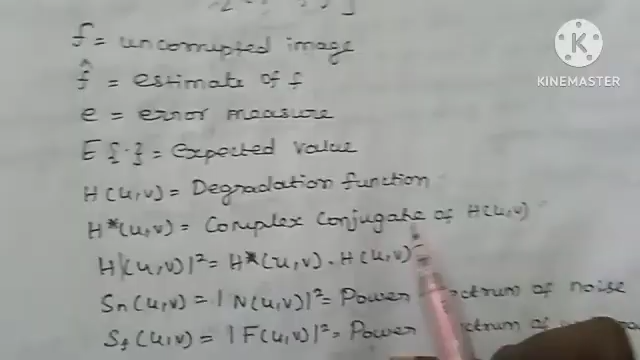 f = uncorrupted image
f̂ = estimate of f
e = error measure
E {·} = expected value
H(u,v) = Degradation function
H*(u,v) = Complex Conjugate of H(u,v)
H|(u,v)|² = H*(u,v) . H(u,v)
Sn(u,v) = |N(u,v)|² = Power of noise
Sf(u,v) = |F(u,v)|² = Power of
K
KINEMASTER